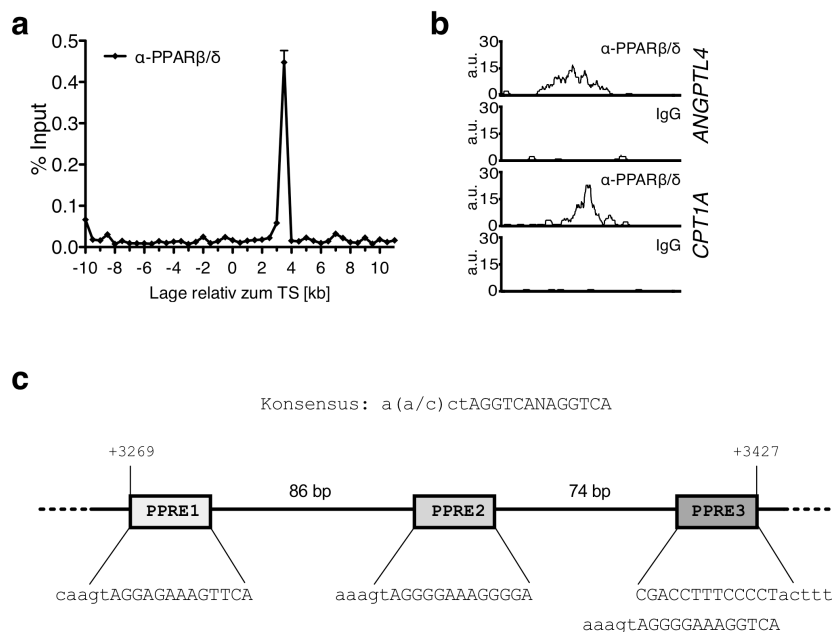 a
0.5
0.4
0.3
0.2
0.1
0.0
% Input
α-PPARβ/δ
-10 -8 -6 -4 -2 0 2 4 6 8 10
Lage relativ zum TS [kb]
b
30
15
0
a.u.
α-PPARβ/δ
30
15
0
a.u.
IgG
ANGPTL4
30
15
0
a.u.
α-PPARβ/δ
30
15
0
a.u.
IgG
CPT1A
c
Konsensus: a(a/c)ctAGGTCANAGGTCA
+3269
+3427
86 bp
74 bp
PPRE1
PPRE2
PPRE3
caagtAGGAGAAAGTTCA
aaagtAGGGGAAAGGGGA
CGACCTTTCCCCTacttt
aaagtAGGGGAAAGGTCA